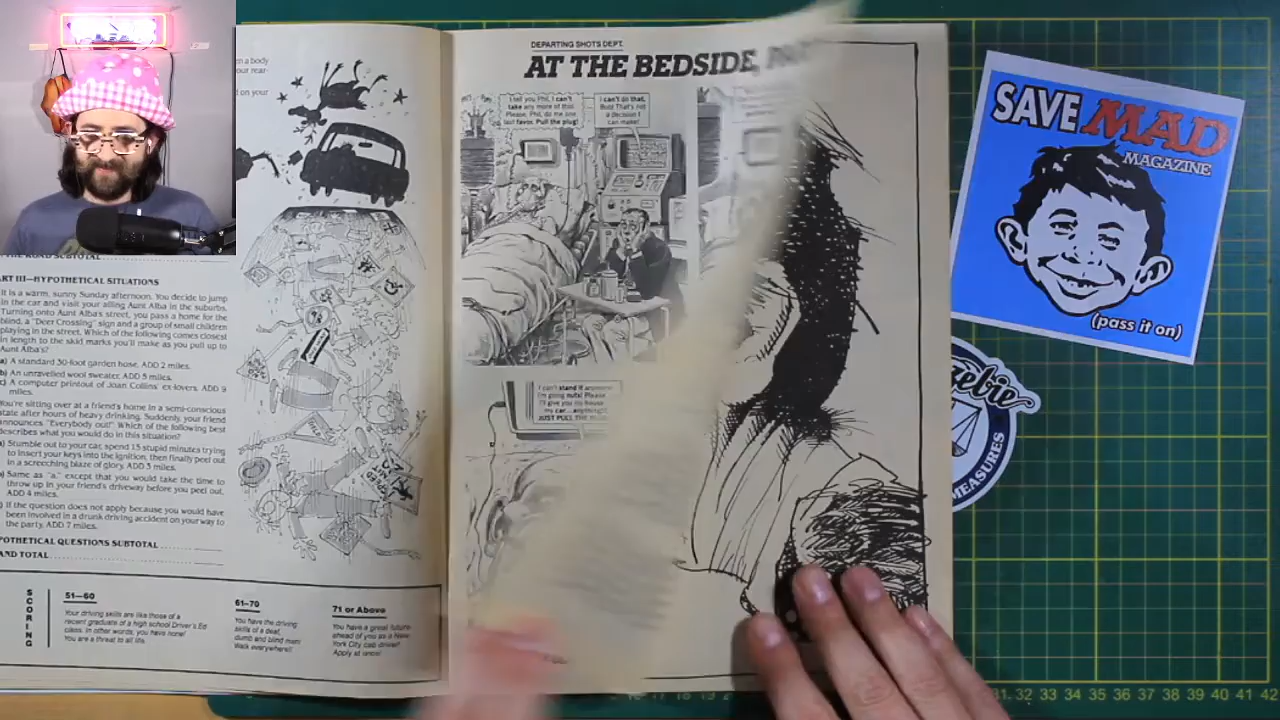 ART III—HYPOTHETICAL SITUATIONS
It is a warm, sunny Sunday afternoon. You decide to jump
in the car and visit your ailing Aunt Alba in the suburbs.
Turning onto Aunt Alba's street, you pass a home for the
blind, a "Deer Crossing" sign and a group of small children
playing in the street. Which of the following comes closest
in length to the skid marks you'll make as you pull up to
Aunt Alba's?
a) A standard 30-foot garden hose. ADD 2 miles.
b) An unravelled wool sweater. ADD 5 miles.
c) A computer printout of Joan Collins' ex-lovers. ADD 9
miles.
You're sitting over at a friend's home in a semi-conscious
state after hours of heavy drinking. Suddenly, your friend
announces "Everybody out!" Which of the following best
describes what you would do in this situation?
Stumble out to your car, spend 15 stupid minutes trying
to insert your keys into the ignition, then finally peel out
in a screeching blaze of glory. ADD 3 miles.
Same as "a," except that you would take the time to
throw up in your friend's driveway before you peel out.
ADD 4 miles.
If the question does not apply because you would have
been involved in a drunk driving accident on your way to
the party. ADD 7 miles.
POTHETICAL QUESTIONS SUBTOTAL
AND TOTAL
SCORING
51—60
Your driving skills are like those of a
recent graduate of a high school Driver's Ed
class. In other words, you have none!
You are a threat to all life.
61–70
You have the driving
skills of a deaf,
dumb and blind man!
Walk everywhere!!
71 or Above
You have a great future
ahead of you as a New
York City cab driver!
Apply at once!
DEPARTING SHOTS DEPT.
AT THE BEDSIDE,
I tell you Phil, I can't
take any more of this!
Please, Phil, do me one
last favor. Pull the plug!
I can't do that,
Bob! That's not
a decision I
can make!
I can't stand it anymore!
I'm going nuts! Please
I'll give you my house
my car...anything!!
JUST PULL THE
SAVE MAD
MAGAZINE
(pass it on)
MEASURES
31 32 33 34 35 36 37 38 39 40 41 42